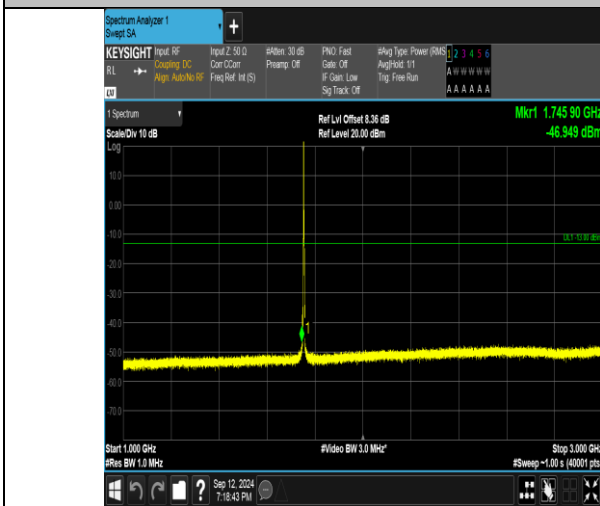 Spectrum Analyzer 1
Swept SA
KEYSIGHT Input: RF Input Z: 50 Ω #Atten: 30 dB PNO: Fast #Avg Type: Power (RMS 1 2 3 4 5 6
RL Coupling: DC Corr CCorr Preamp: Off Gate: Off Avg|Hold: 1/1 A W W W W W
Align: Auto/No RF Freq Ref: Int (S) IF Gain: Low Trig: Free Run
LXI Sig Track: Off A A A A A A
1 Spectrum Ref Lvl Offset 8.36 dB Mkr1 1.745 90 GHz
Scale/Div 10 dB Ref Level 20.00 dBm -46.949 dBm
Log
10.0
0.00
-10.0 DL1 -13.00 dBm
-20.0
-30.0
-40.0
1
-50.0
-60.0
-70.0
Start 1.000 GHz #Video BW 3.0 MHz* Stop 3.000 GHz
#Res BW 1.0 MHz #Sweep ~1.00 s (40001 pts
? Sep 12, 2024
7:18:43 PM